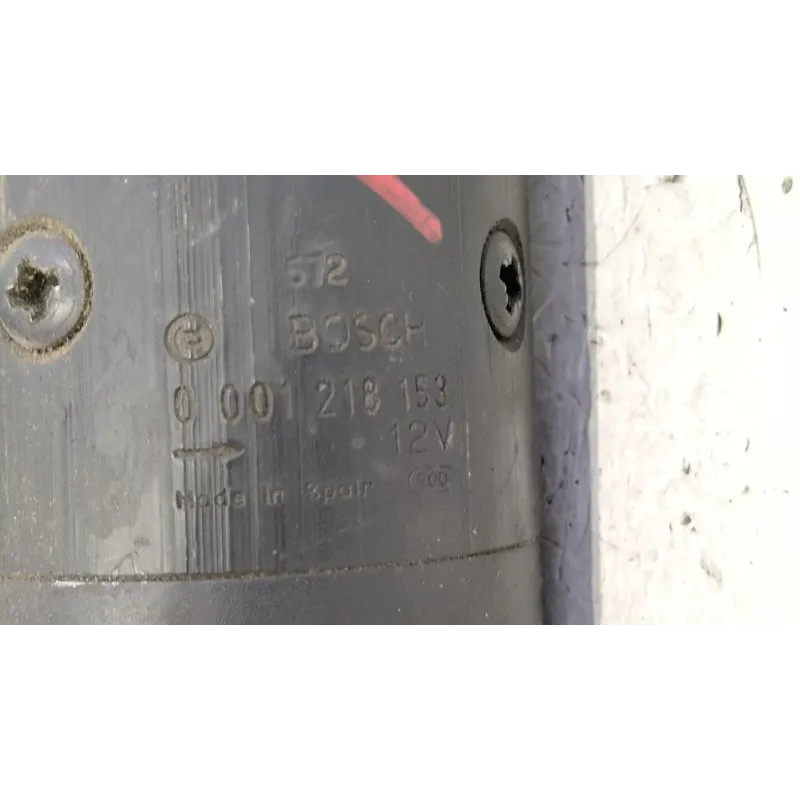 572
BOSCH
0 001 218 153
12V
Made in Spain